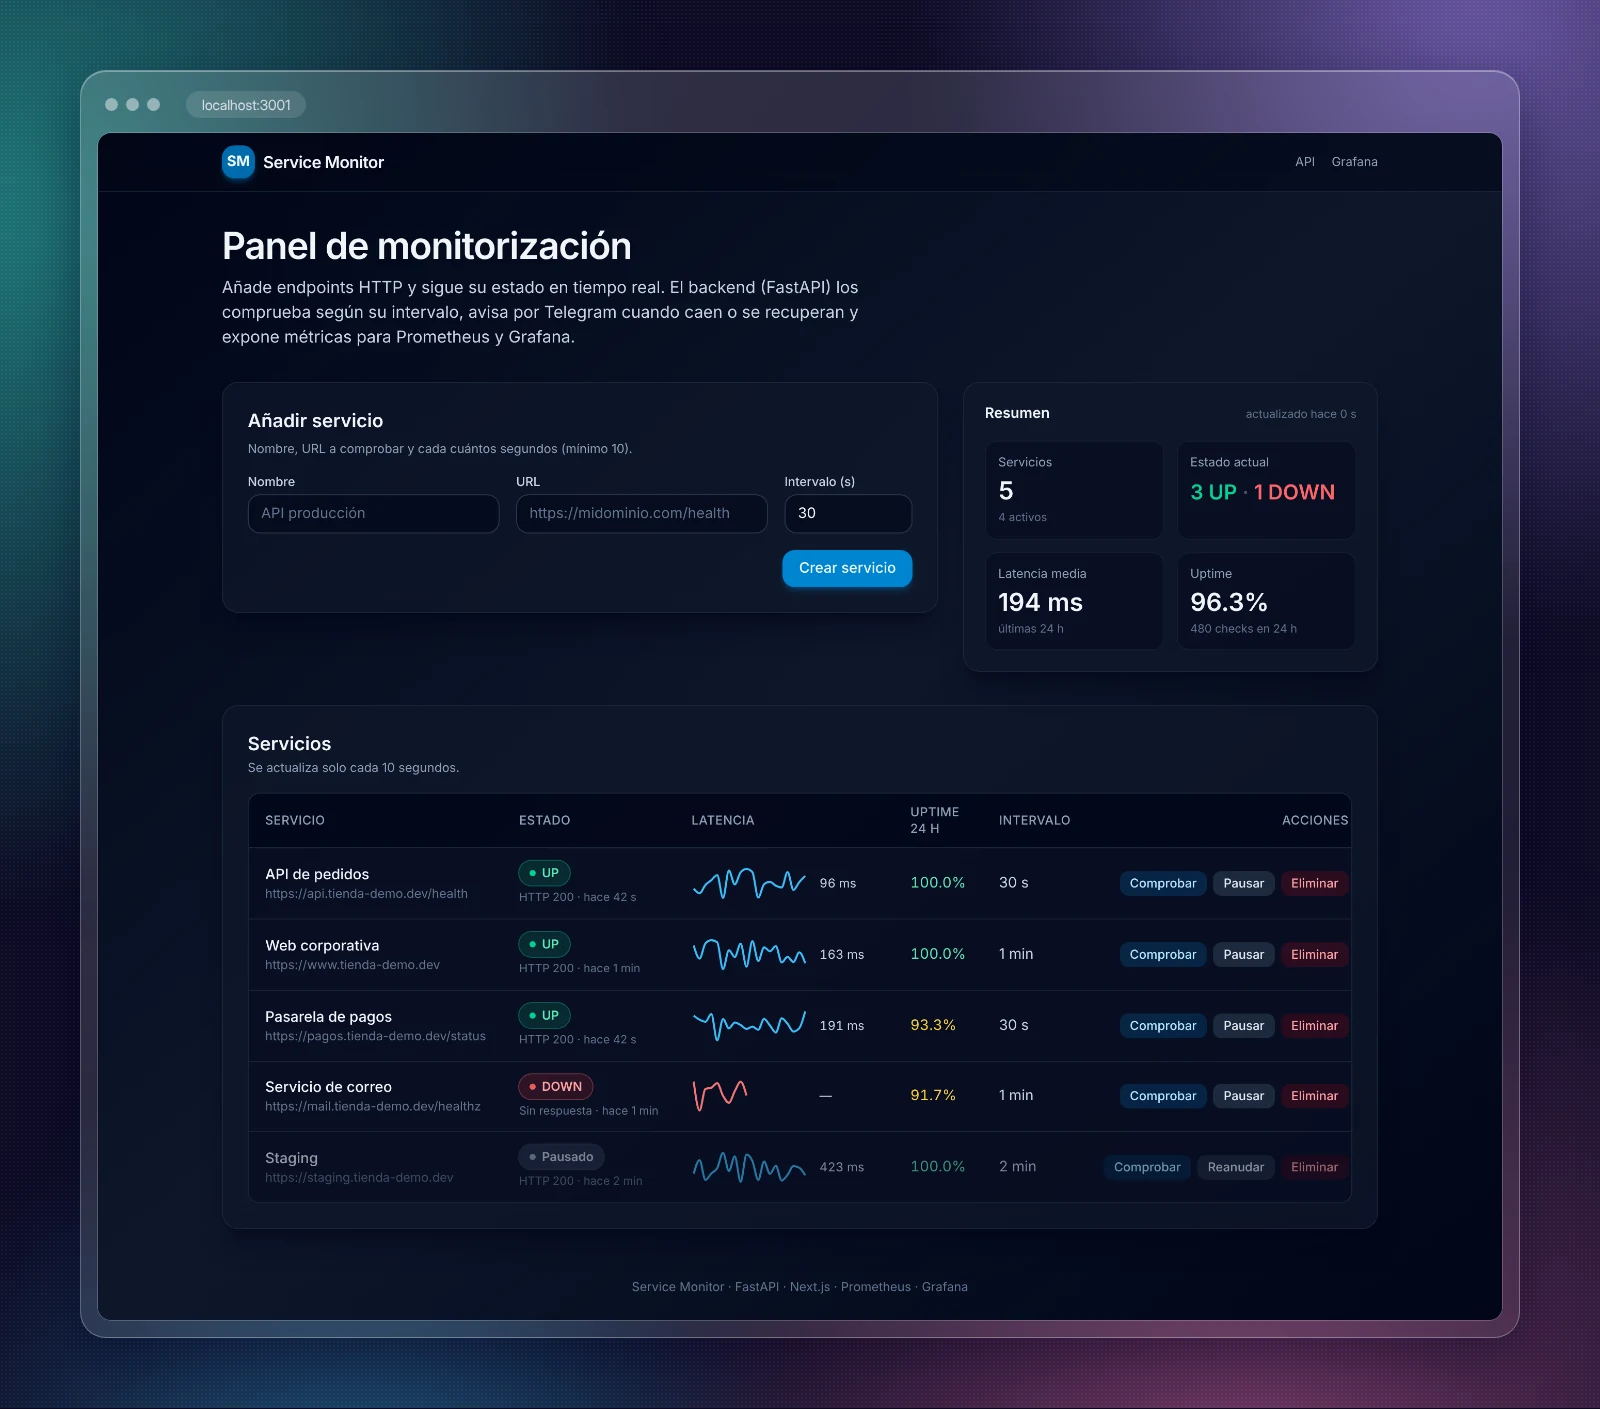 localhost:3001
SM Service Monitor
API Grafana
Panel de monitorización
Añade endpoints HTTP y sigue su estado en tiempo real. El backend (FastAPI) los
comprueba según su intervalo, avisa por Telegram cuando caen o se recuperan y
expone métricas para Prometheus y Grafana.
Añadir servicio
Nombre, URL a comprobar y cada cuántos segundos (mínimo 10).
Nombre URL Intervalo (s)
API producción https://midominio.com/health 30
Crear servicio
Resumen actualizado hace 0 s
Servicios
5
4 activos
Estado actual
3 UP · 1 DOWN
Latencia media
194 ms
últimas 24 h
Uptime
96.3%
480 checks en 24 h
Servicios
Se actualiza solo cada 10 segundos.
SERVICIO ESTADO LATENCIA UPTIME 24 H INTERVALO ACCIONES
API de pedidos UP 96 ms 100.0% 30 s Comprobar Pausar Eliminar
https://api.tienda-demo.dev/health HTTP 200 · hace 42 s
Web corporativa UP 163 ms 100.0% 1 min Comprobar Pausar Eliminar
https://www.tienda-demo.dev HTTP 200 · hace 1 min
Pasarela de pagos UP 191 ms 93.3% 30 s Comprobar Pausar Eliminar
https://pagos.tienda-demo.dev/status HTTP 200 · hace 42 s
Servicio de correo DOWN — 91.7% 1 min Comprobar Pausar Eliminar
https://mail.tienda-demo.dev/healthz Sin respuesta · hace 1 min
Staging Pausado 423 ms 100.0% 2 min Comprobar Reanudar Eliminar
https://staging.tienda-demo.dev HTTP 200 · hace 2 min
Service Monitor · FastAPI · Next.js · Prometheus · Grafana